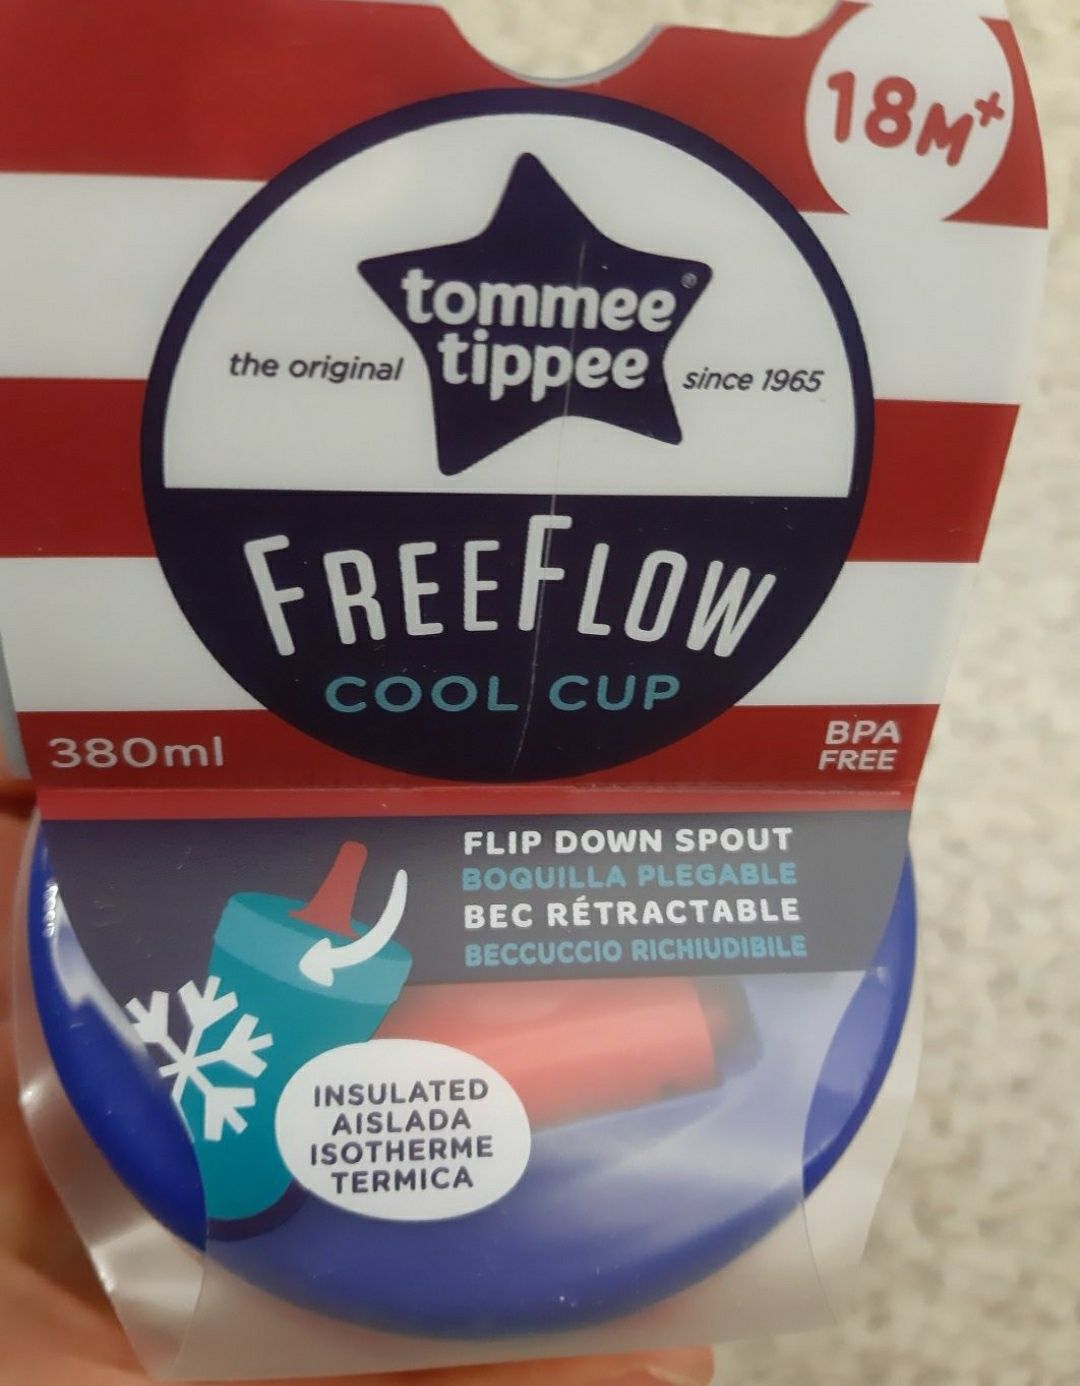 18M+
tommee®
tippee
the original
since 1965
FREEFLOW
COOL CUP
380ml
BPA
FREE
FLIP DOWN SPOUT
BOQUILLA PLEGABLE
BEC RÉTRACTABLE
BECCUCCIO RICHIUDIBILE
INSULATED
AISLADA
ISOTHERME
TERMICA